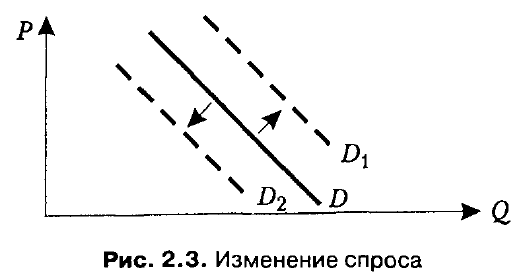 P
D₁
D₂ D
Q
Рис. 2.3. Изменение спроса